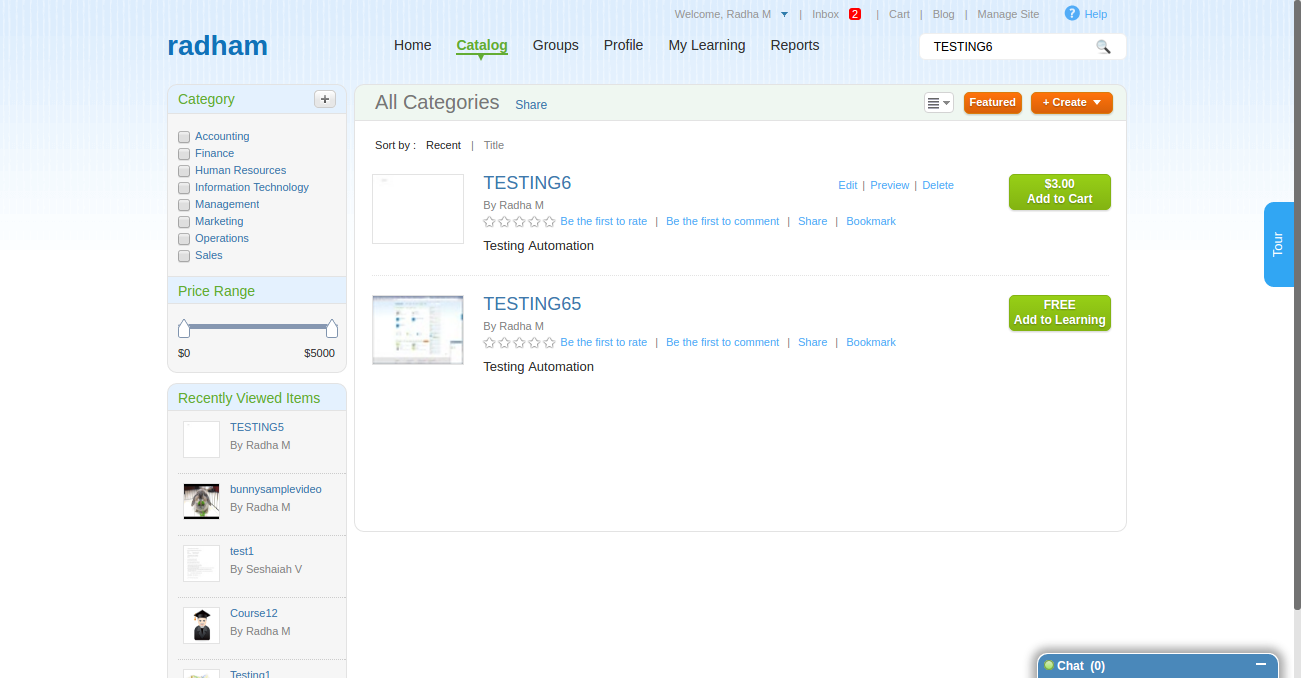 Welcome, Radha M | Inbox 2 | Cart | Blog | Manage Site ? Help
radham
Home Catalog Groups Profile My Learning Reports
TESTING6
Category +
Accounting
Finance
Human Resources
Information Technology
Management
Marketing
Operations
Sales
Price Range
$0 $5000
Recently Viewed Items
TESTING5
By Radha M
bunnysamplevideo
By Radha M
test1
By Seshaiah V
Course12
By Radha M
Testing1
All Categories Share
Featured
+ Create
Sort by : Recent | Title
TESTING6
Edit | Preview | Delete
$3.00
Add to Cart
By Radha M
Be the first to rate | Be the first to comment | Share | Bookmark
Testing Automation
TESTING65
FREE
Add to Learning
By Radha M
Be the first to rate | Be the first to comment | Share | Bookmark
Testing Automation
Tour
Chat (0)